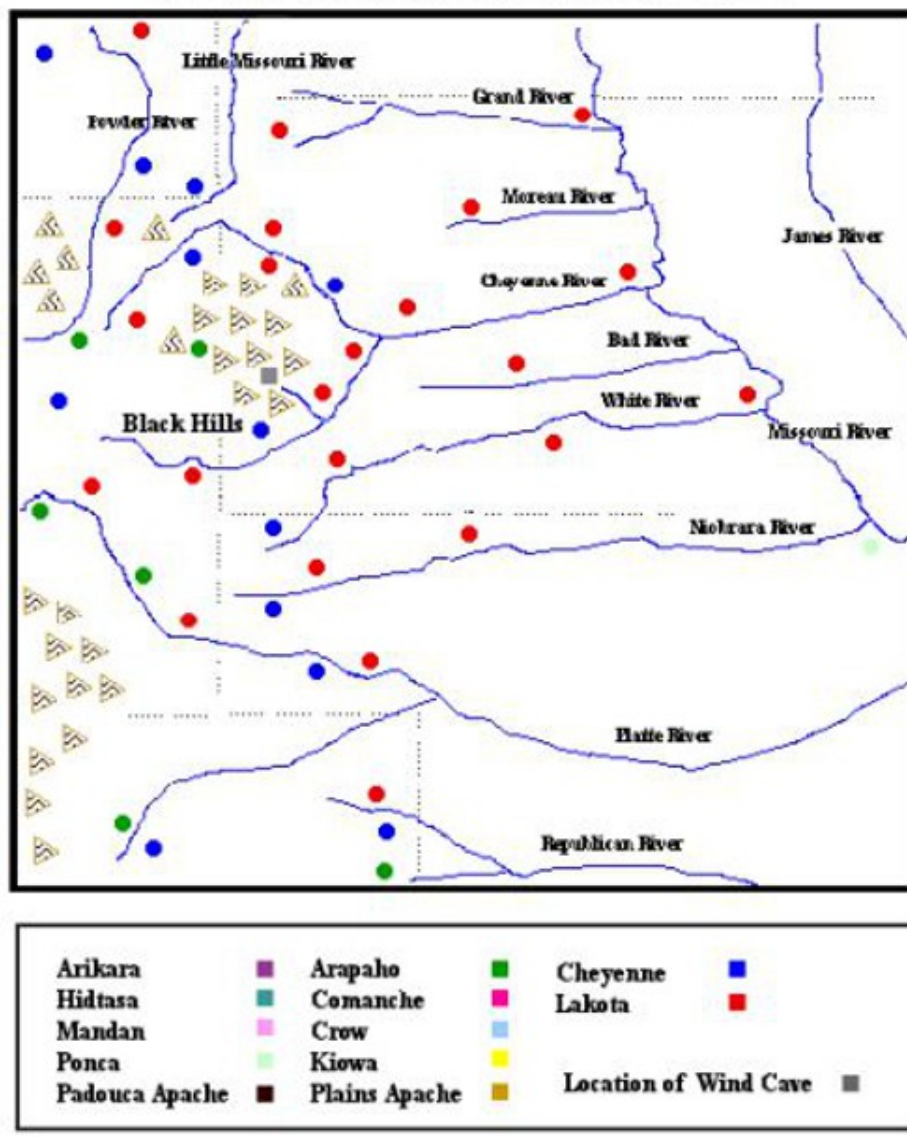 Little Missouri River
Grand River
Powder River
Moreau River
James River
Cheyenne River
Bad River
White River
Black Hills
Missouri River
Niobrara River
Platte River
Republican River
Arikara Arapaho Cheyenne
Hidtasa Comanche Lakota
Mandan Crow
Ponca Kiowa
Padouca Apache Plains Apache Location of Wind Cave